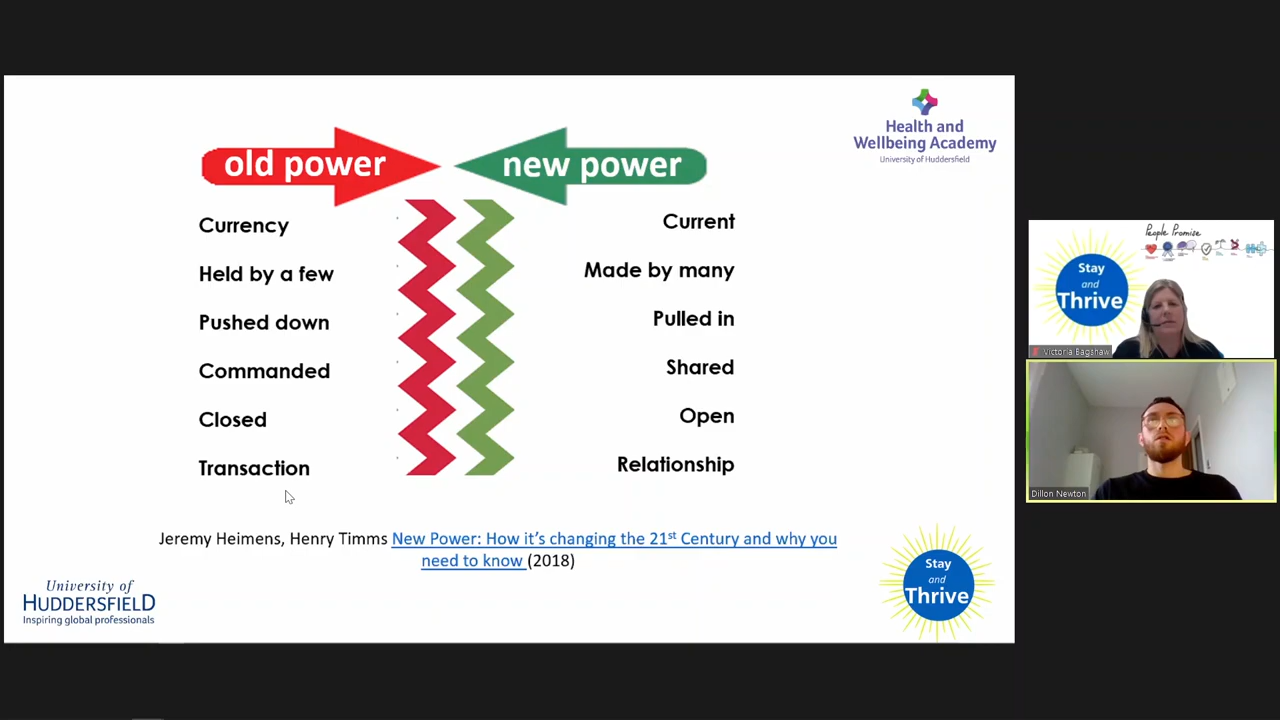 old power
new power
Currency
Current
Held by a few
Made by many
Pushed down
Pulled in
Commanded
Shared
Closed
Open
Transaction
Relationship
Jeremy Heimens, Henry Timms New Power: How it's changing the 21st Century and why you
need to know (2018)
Health and
Wellbeing Academy
University of Huddersfield
University of
HUDDERSFIELD
Inspiring global professionals
Stay
and
Thrive
People Promise
Stay
and
Thrive
Victoria Bagshaw
Dillon Newton